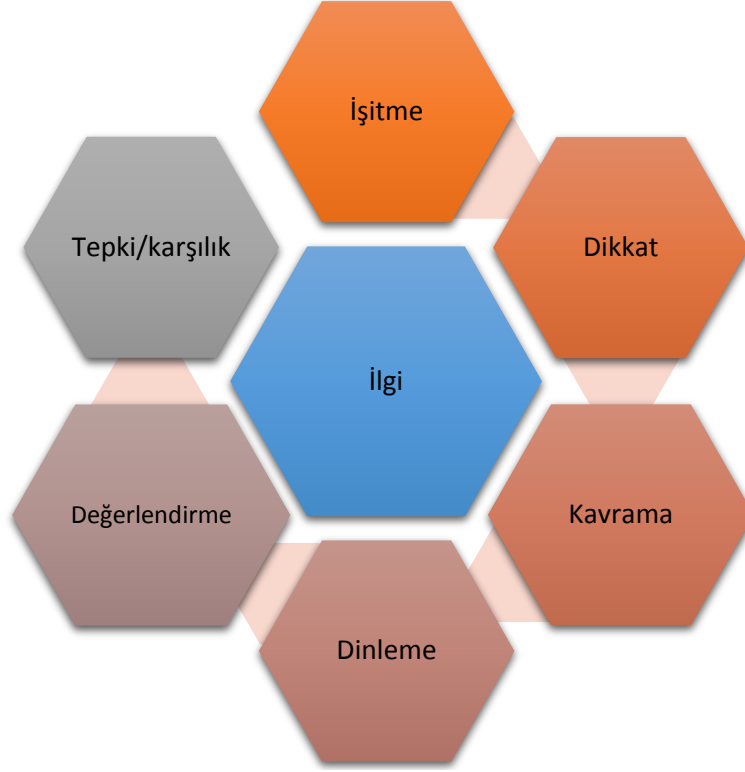 İşitme
Dikkat
Kavrama
Dinleme
Değerlendirme
Tepki/karşılık
İlgi